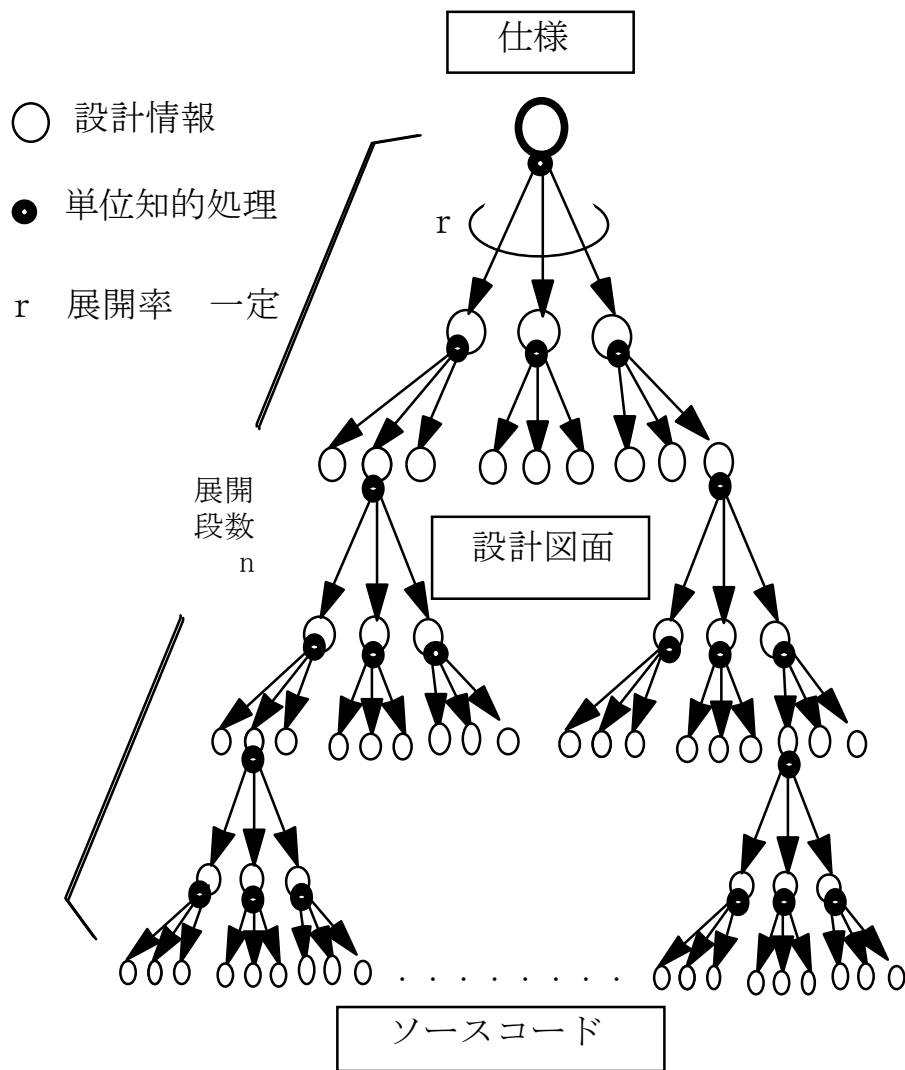 仕様
設計情報
単位知的処理
r
r 展開率 一定
展開
段数
n
設計図面
. . . . . . . . .
ソースコード